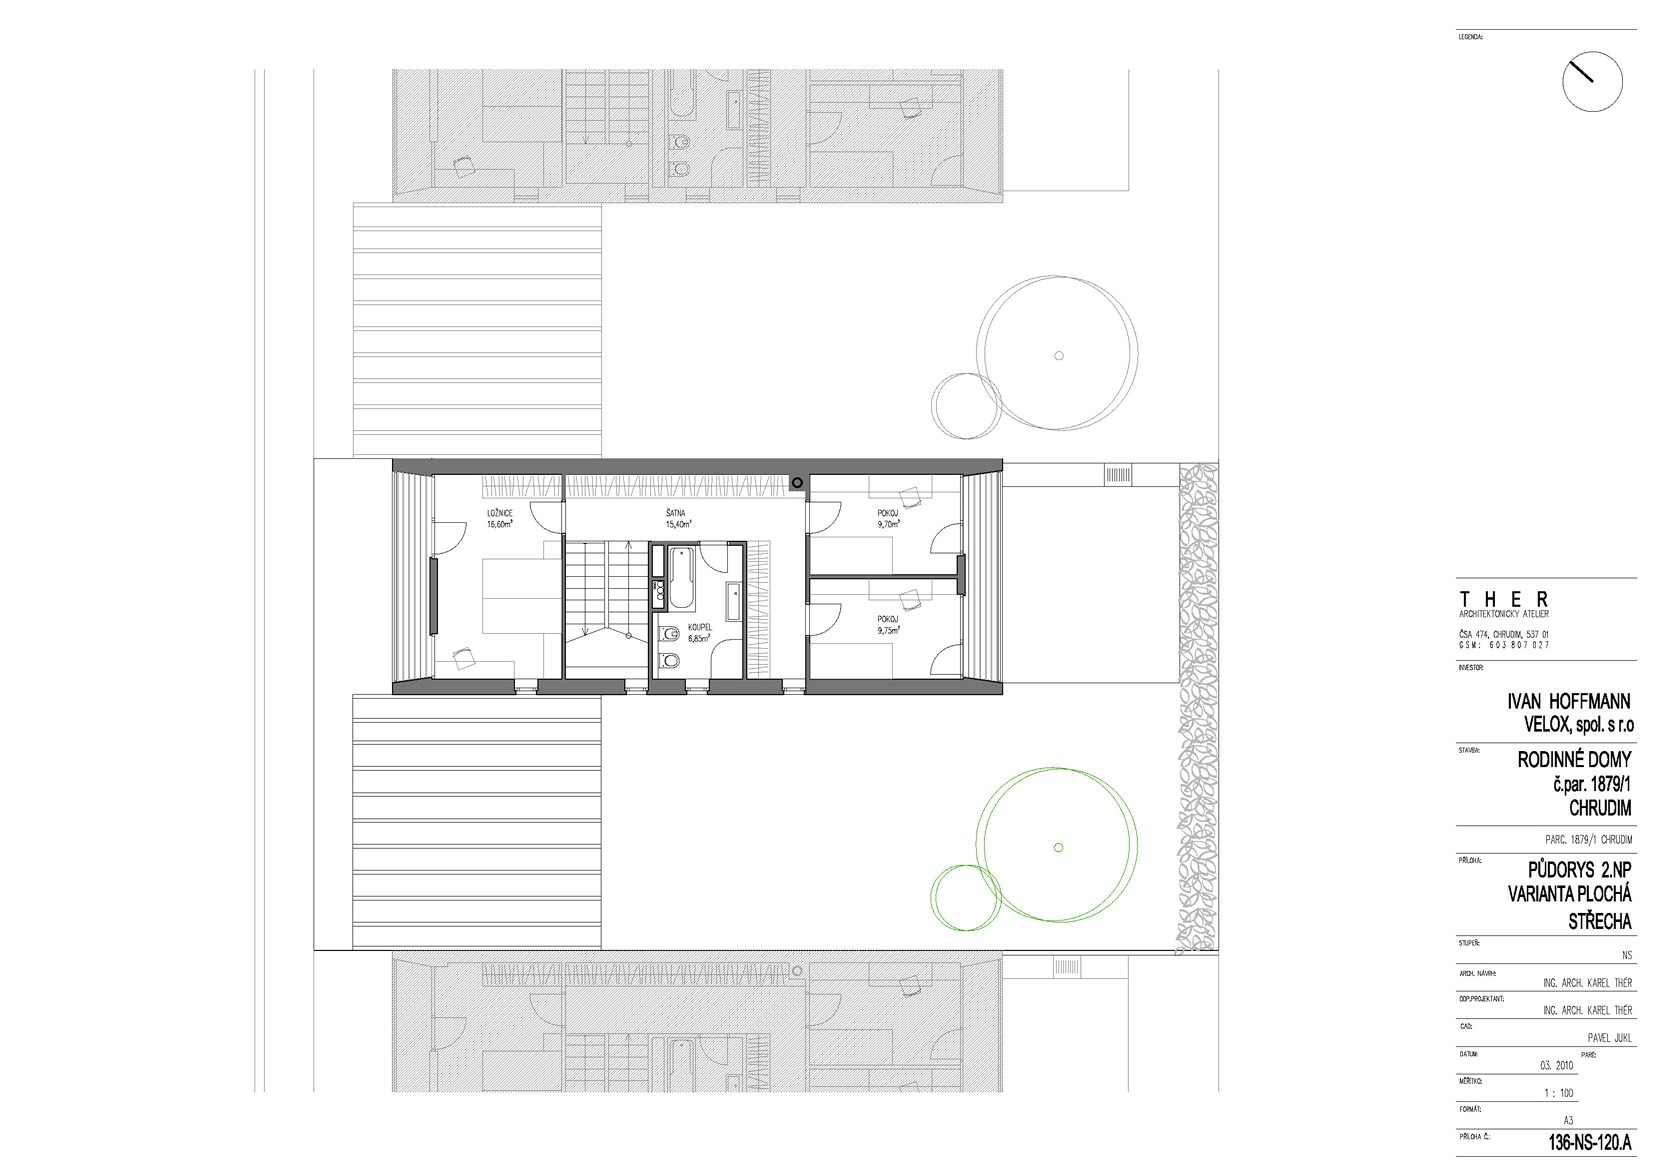 LEGENDA:
LOŽNICE
16,60m²
ŠATNA
15,40m²
POKOJ
9,70m²
KOUPEL
6,85m²
POKOJ
9,75m²
THER
ARCHITEKTONICKÝ ATELIER
ČSA 474, CHRUDIM, 537 01
GSM: 603 807 027
INVESTOR:
IVAN HOFFMANN
VELOX, spol. s r.o
STAVBA:
RODINNÉ DOMY
č.par. 1879/1
CHRUDIM
PARC. 1879/1 CHRUDIM
PŘÍLOHA:
PŮDORYS 2.NP
VARIANTA PLOCHÁ
STŘECHA
STUPEŇ:
NS
ARCH. NÁVRH:
ING. ARCH. KAREL THÉR
ODP.PROJEKTANT:
ING. ARCH. KAREL THÉR
CAD:
PAVEL JUKL
DATUM:
PARÉ:
03. 2010
MĚŘÍTKO:
1 : 100
FORMÁT:
A3
PŘÍLOHA Č.:
136-NS-120.A